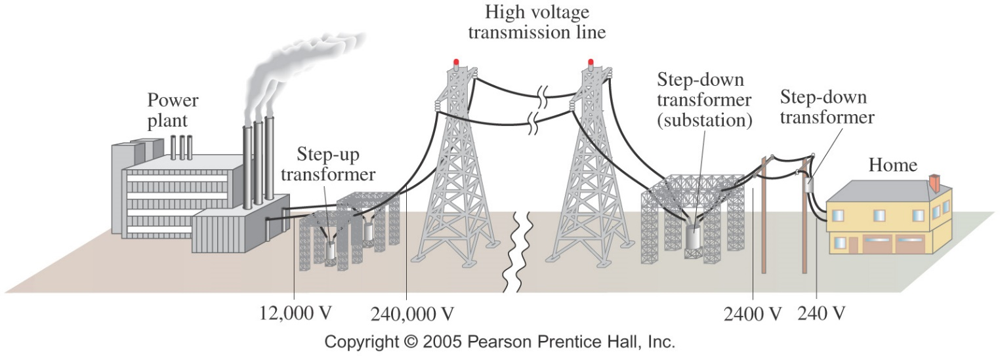 High voltage
transmission line
Power
plant
Step-up
transformer
Step-down
transformer
(substation)
Step-down
transformer
Home
12,000 V
240,000 V
2400 V
240 V
Copyright © 2005 Pearson Prentice Hall, Inc.